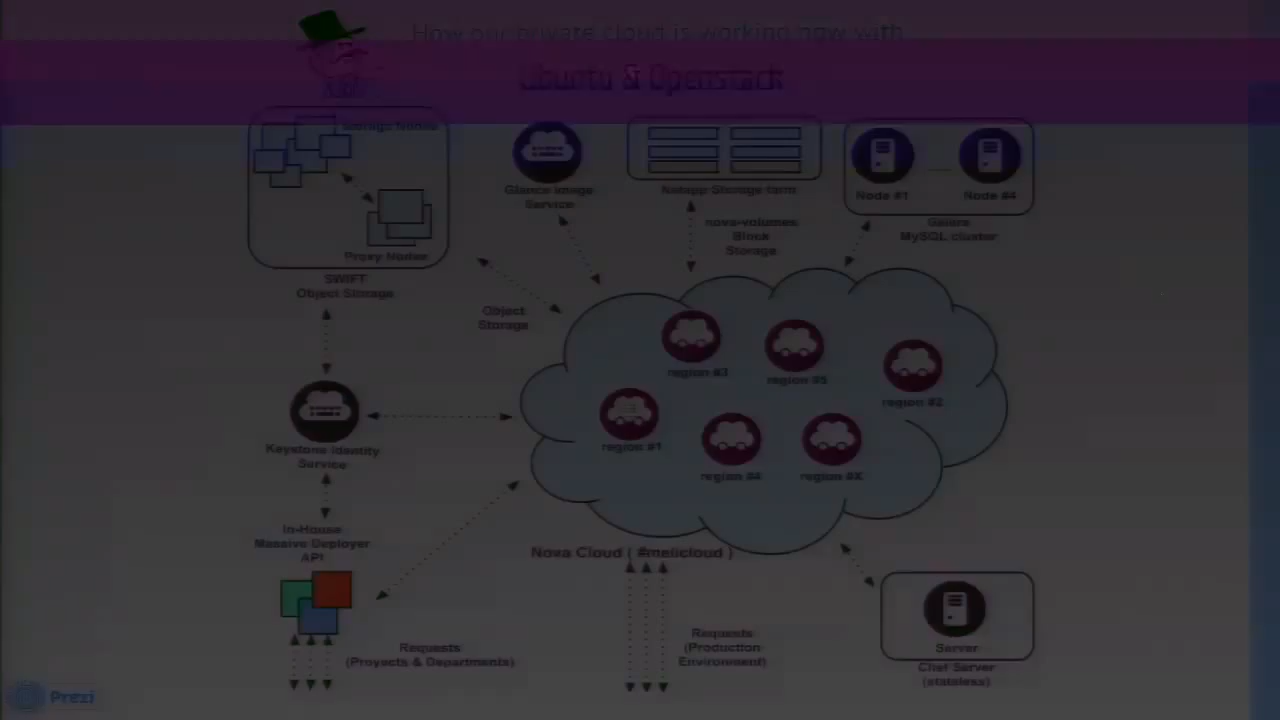 How our private cloud is working now with
Ubuntu & Openstack
Storage Nodes
Proxy Nodes
SWIFT
Object Storage
Glance Image
Service
Netapp Storage farm
nova-volumes
Block
Storage
Node #1
Node #4
Galera
MySQL cluster
Object
Storage
region #3
region #5
region #2
region #1
region #4
region #X
Keystone Identity
Service
In-House
Massive Deployer
API
Nova Cloud ( #melicloud )
Requests
(Proyects & Departments)
Requests
(Production
Environment)
Server
Chef Server
(stateless)
Prezi